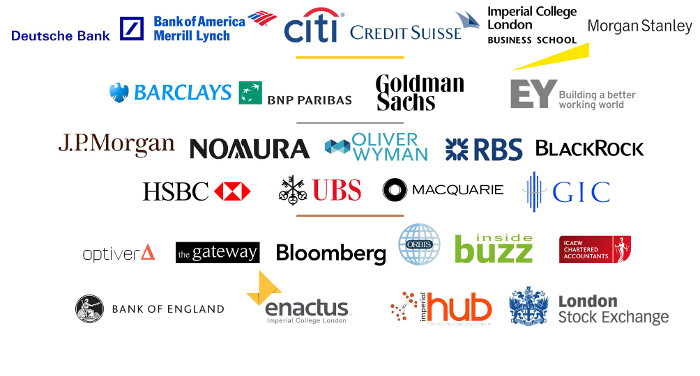 Deutsche Bank
Bank of America
Merrill Lynch
citi
CREDIT SUISSE
Imperial College
London
BUSINESS SCHOOL
Morgan Stanley
BARCLAYS
BNP PARIBAS
Goldman
Sachs
EY
Building a better
working world
J.P.Morgan
NOMURA
OLIVER
WYMAN
RBS
BLACKROCK
HSBC
UBS
MACQUARIE
GIC
optiver
the gateway
Bloomberg
ORBIS
inside
buzz
ICAEW
CHARTERED
ACCOUNTANTS
BANK OF ENGLAND
enactus
Imperial College London
imperial
hub
London
Stock Exchange